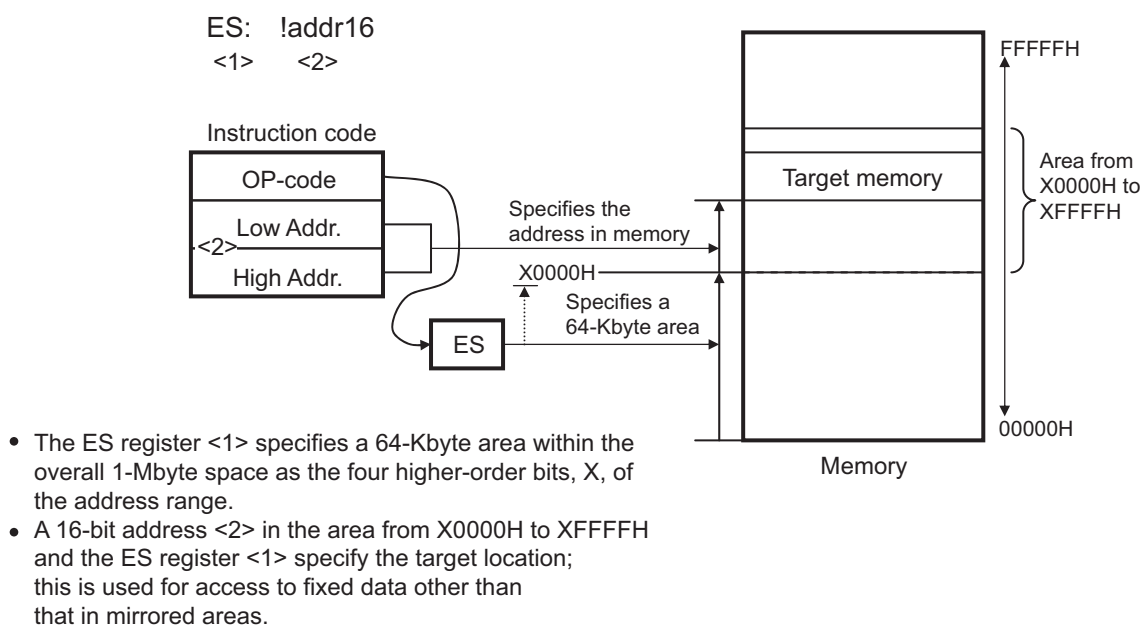 ES: !addr16
<1> <2>
Instruction code
OP-code
Low Addr.
<2>
High Addr.
ES
Specifies the
address in memory
X0000H
Specifies a
64-Kbyte area
Target memory
FFFFFH
Area from
X0000H to
XFFFFH
00000H
Memory
• The ES register <1> specifies a 64-Kbyte area within the
overall 1-Mbyte space as the four higher-order bits, X, of
the address range.
• A 16-bit address <2> in the area from X0000H to XFFFFH
and the ES register <1> specify the target location;
this is used for access to fixed data other than
that in mirrored areas.